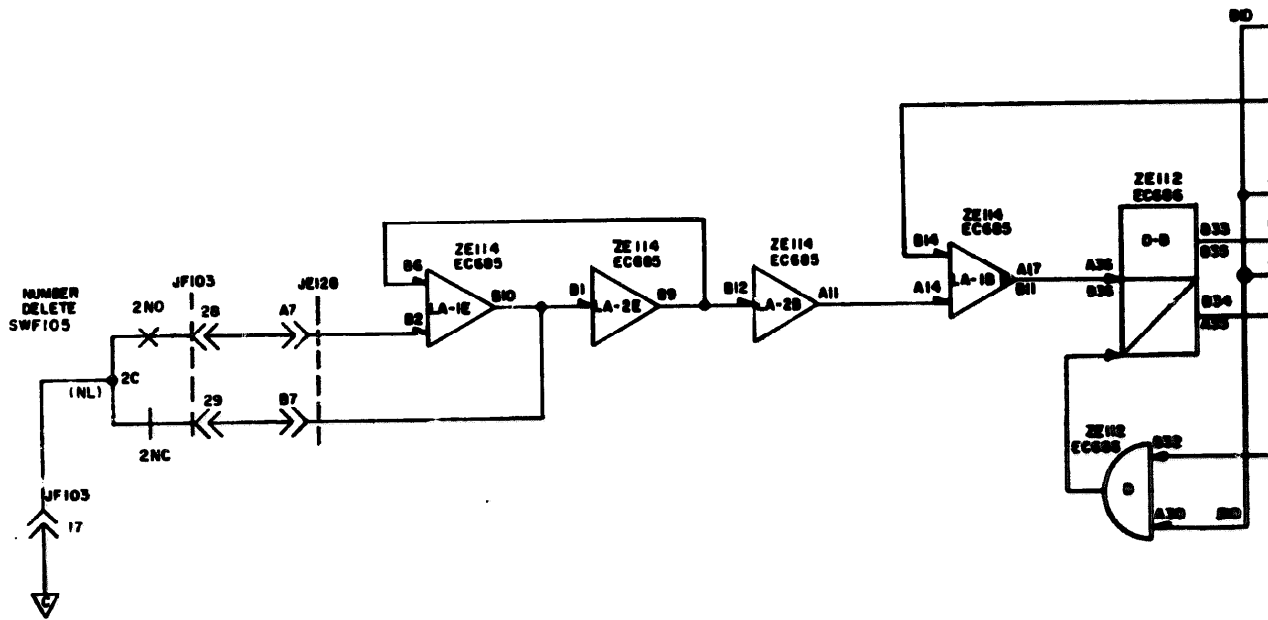 B10
ZE112
EC686
D-B
B33
B35
ZE114
EC685
B14
LA-1B
A17
B11
A14
A36
B36
B34
A35
ZE114
EC685
B6
LA-1E
B10
B2
ZE114
EC685
B1
LA-2E
B9
ZE114
EC685
B12
LA-2B
A11
NUMBER
DELETE
SWF105
2NO
JF103
28
A7
JE128
(NL)
2C
29
B7
2NC
JF103
17
C
ZE112
EC686
B32
D
A30
B10